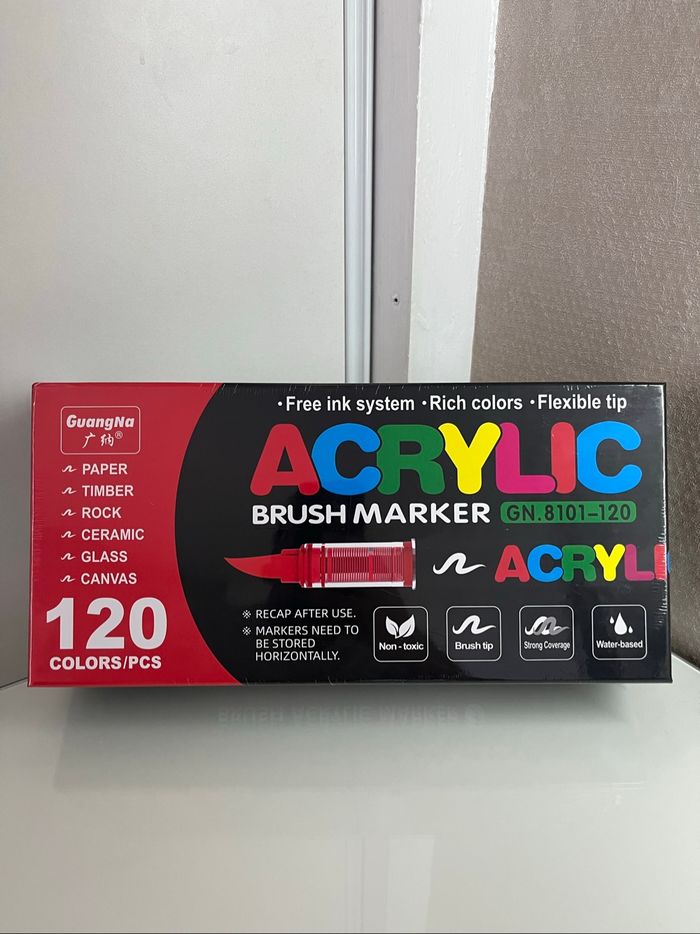 ·Free ink system ·Rich colors ·Flexible tip
GuangNa
广纳®
PAPER
TIMBER
ROCK
CERAMIC
GLASS
CANVAS
120
COLORS/PCS
ACRYLIC
BRUSH MARKER GN.8101-120
ACRYLI
※ RECAP AFTER USE.
※ MARKERS NEED TO
BE STORED
HORIZONTALLY.
Non-toxic
Brush tip
Strong Coverage
Water-based